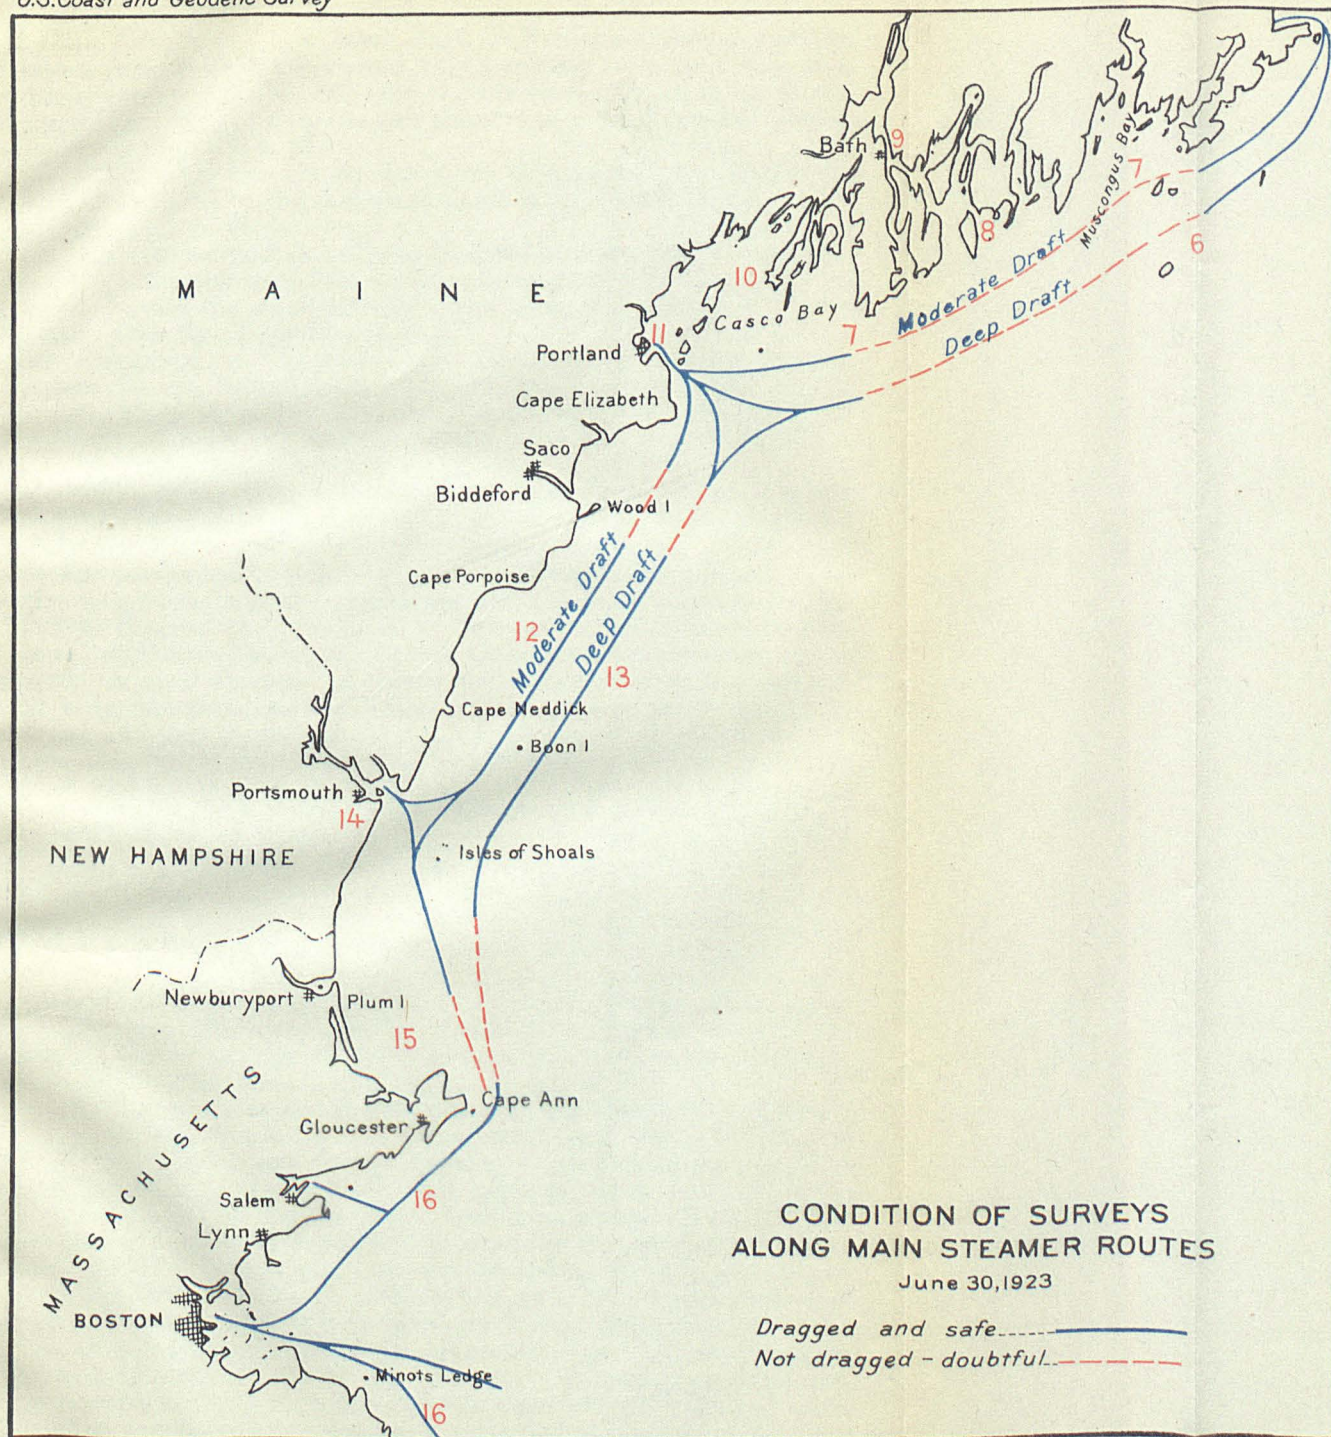 U.S. Coast and Geodetic Survey
MAINE
Bath
9
Muscongus Bay
7
8
6
10
Casco Bay
Moderate Draft
Deep Draft
11
7
Portland
Cape Elizabeth
Saco
Biddeford
Wood I
Cape Porpoise
12
Moderate Draft
Deep Draft
13
Cape Neddick
Boon I
Portsmouth
14
NEW HAMPSHIRE
Isles of Shoals
Newburyport
Plum I
15
Cape Ann
Gloucester
MASSACHUSETTS
Salem
16
Lynn
BOSTON
Minots Ledge
16
CONDITION OF SURVEYS
ALONG MAIN STEAMER ROUTES
June 30, 1923
Dragged and safe
Not dragged - doubtful